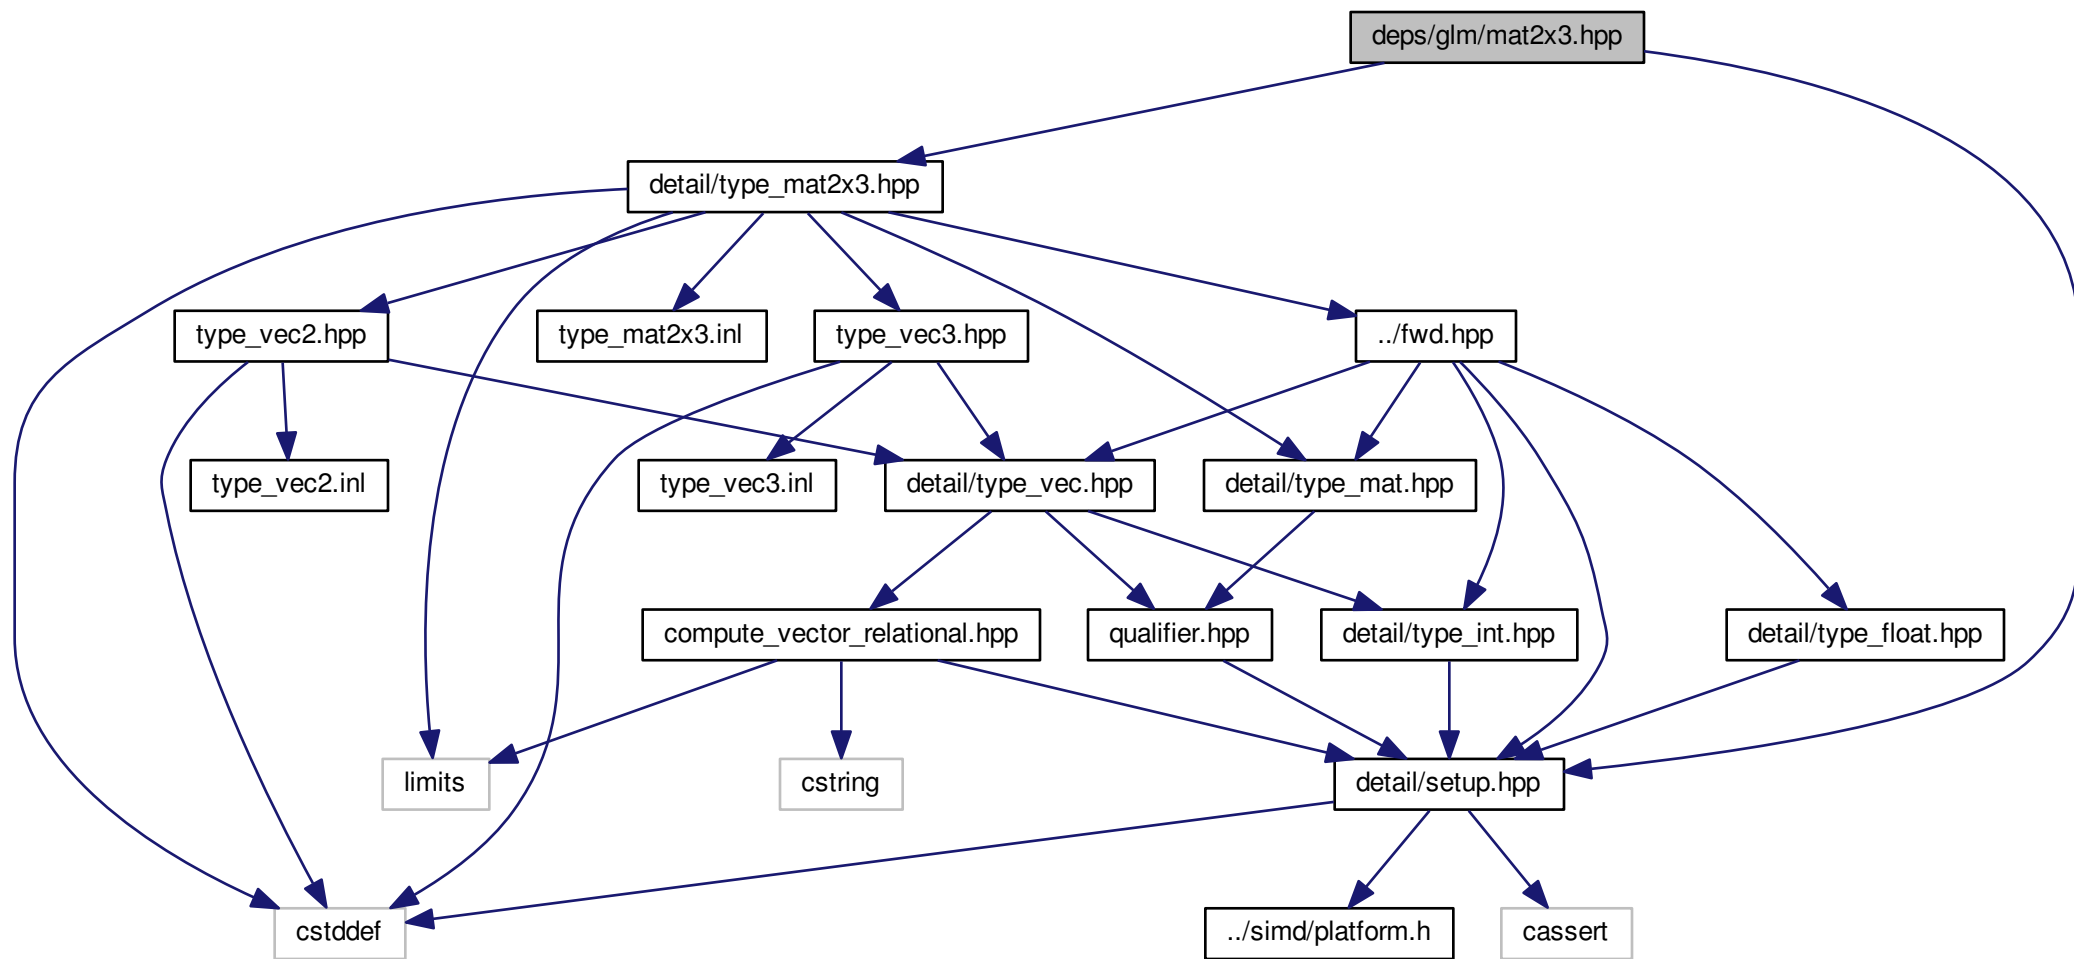 deps/glm/mat2x3.hpp
detail/type_mat2x3.hpp
type_vec2.hpp
type_mat2x3.inl
type_vec3.hpp
../fwd.hpp
type_vec2.inl
type_vec3.inl
detail/type_vec.hpp
detail/type_mat.hpp
compute_vector_relational.hpp
qualifier.hpp
detail/type_int.hpp
detail/type_float.hpp
limits
cstring
detail/setup.hpp
cstddef
../simd/platform.h
cassert